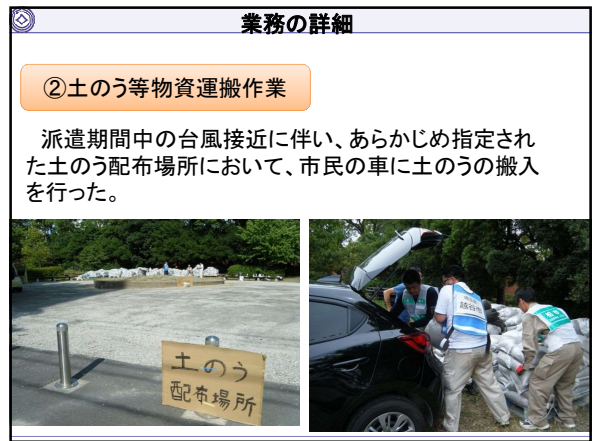 業務の詳細
②土のう等物資運搬作業
派遣期間中の台風接近に伴い、あらかじめ指定され
た土のう配布場所において、市民の車に土のうの搬入
を行った。
土のう
配布場所
越谷市